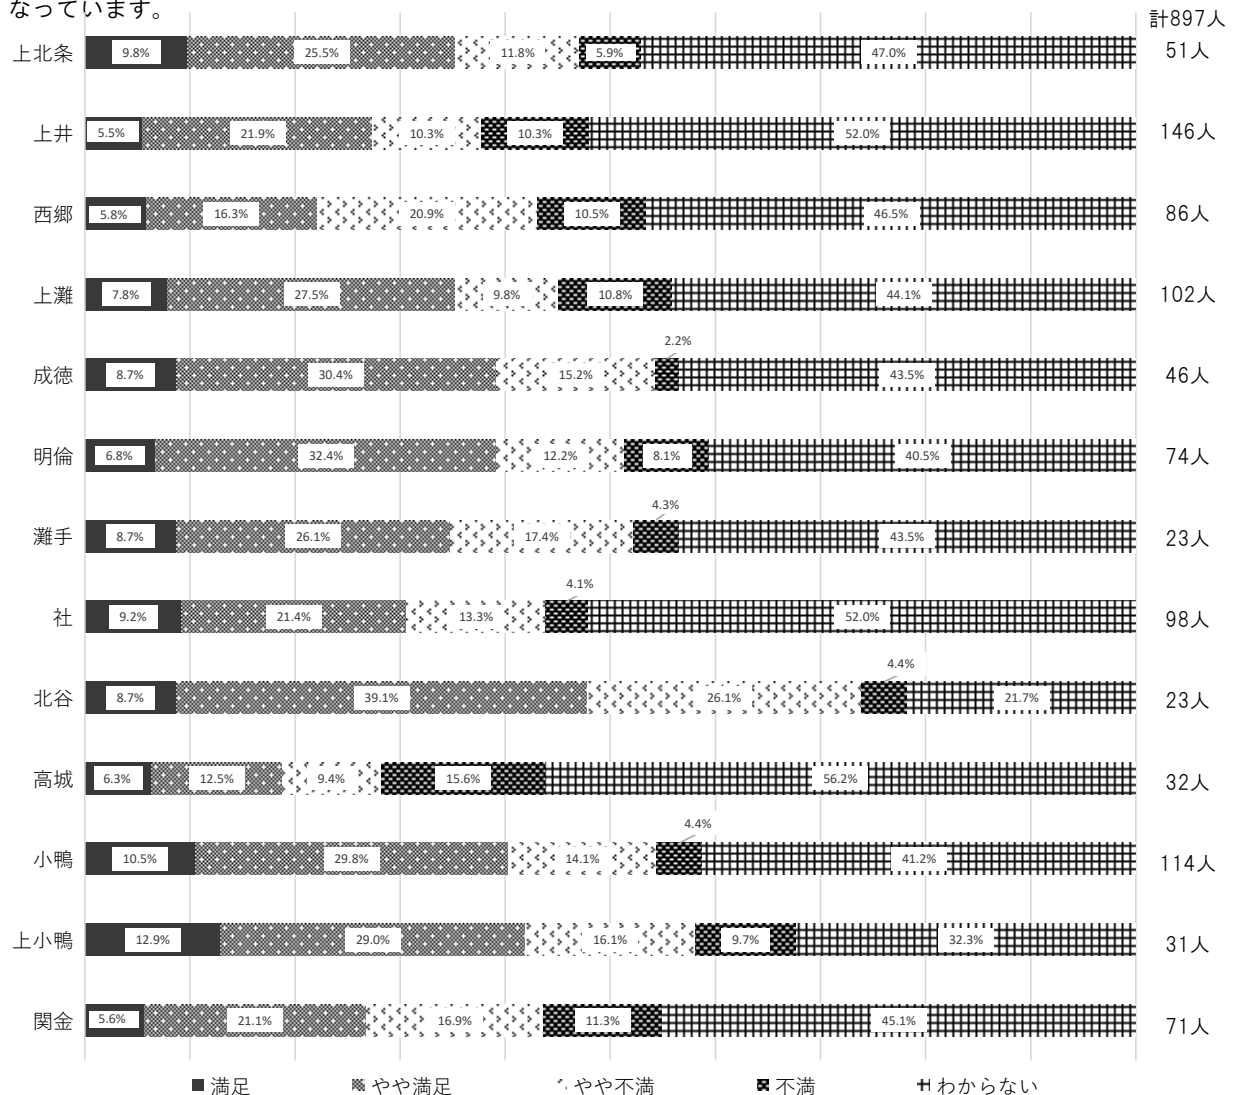 なっています。
計897人
上北条 9.8% 25.5% 11.8% 5.9% 47.0% 51人
上井 5.5% 21.9% 10.3% 10.3% 52.0% 146人
西郷 5.8% 16.3% 20.9% 10.5% 46.5% 86人
上灘 7.8% 27.5% 9.8% 10.8% 44.1% 102人
2.2%
成徳 8.7% 30.4% 15.2% 43.5% 46人
明倫 6.8% 32.4% 12.2% 8.1% 40.5% 74人
4.3%
灘手 8.7% 26.1% 17.4% 43.5% 23人
4.1%
社 9.2% 21.4% 13.3% 52.0% 98人
4.4%
北谷 8.7% 39.1% 26.1% 21.7% 23人
高城 6.3% 12.5% 9.4% 15.6% 56.2% 32人
4.4%
小鴨 10.5% 29.8% 14.1% 41.2% 114人
上小鴨 12.9% 29.0% 16.1% 9.7% 32.3% 31人
関金 5.6% 21.1% 16.9% 11.3% 45.1% 71人
満足 やや満足 やや不満 不満 わからない